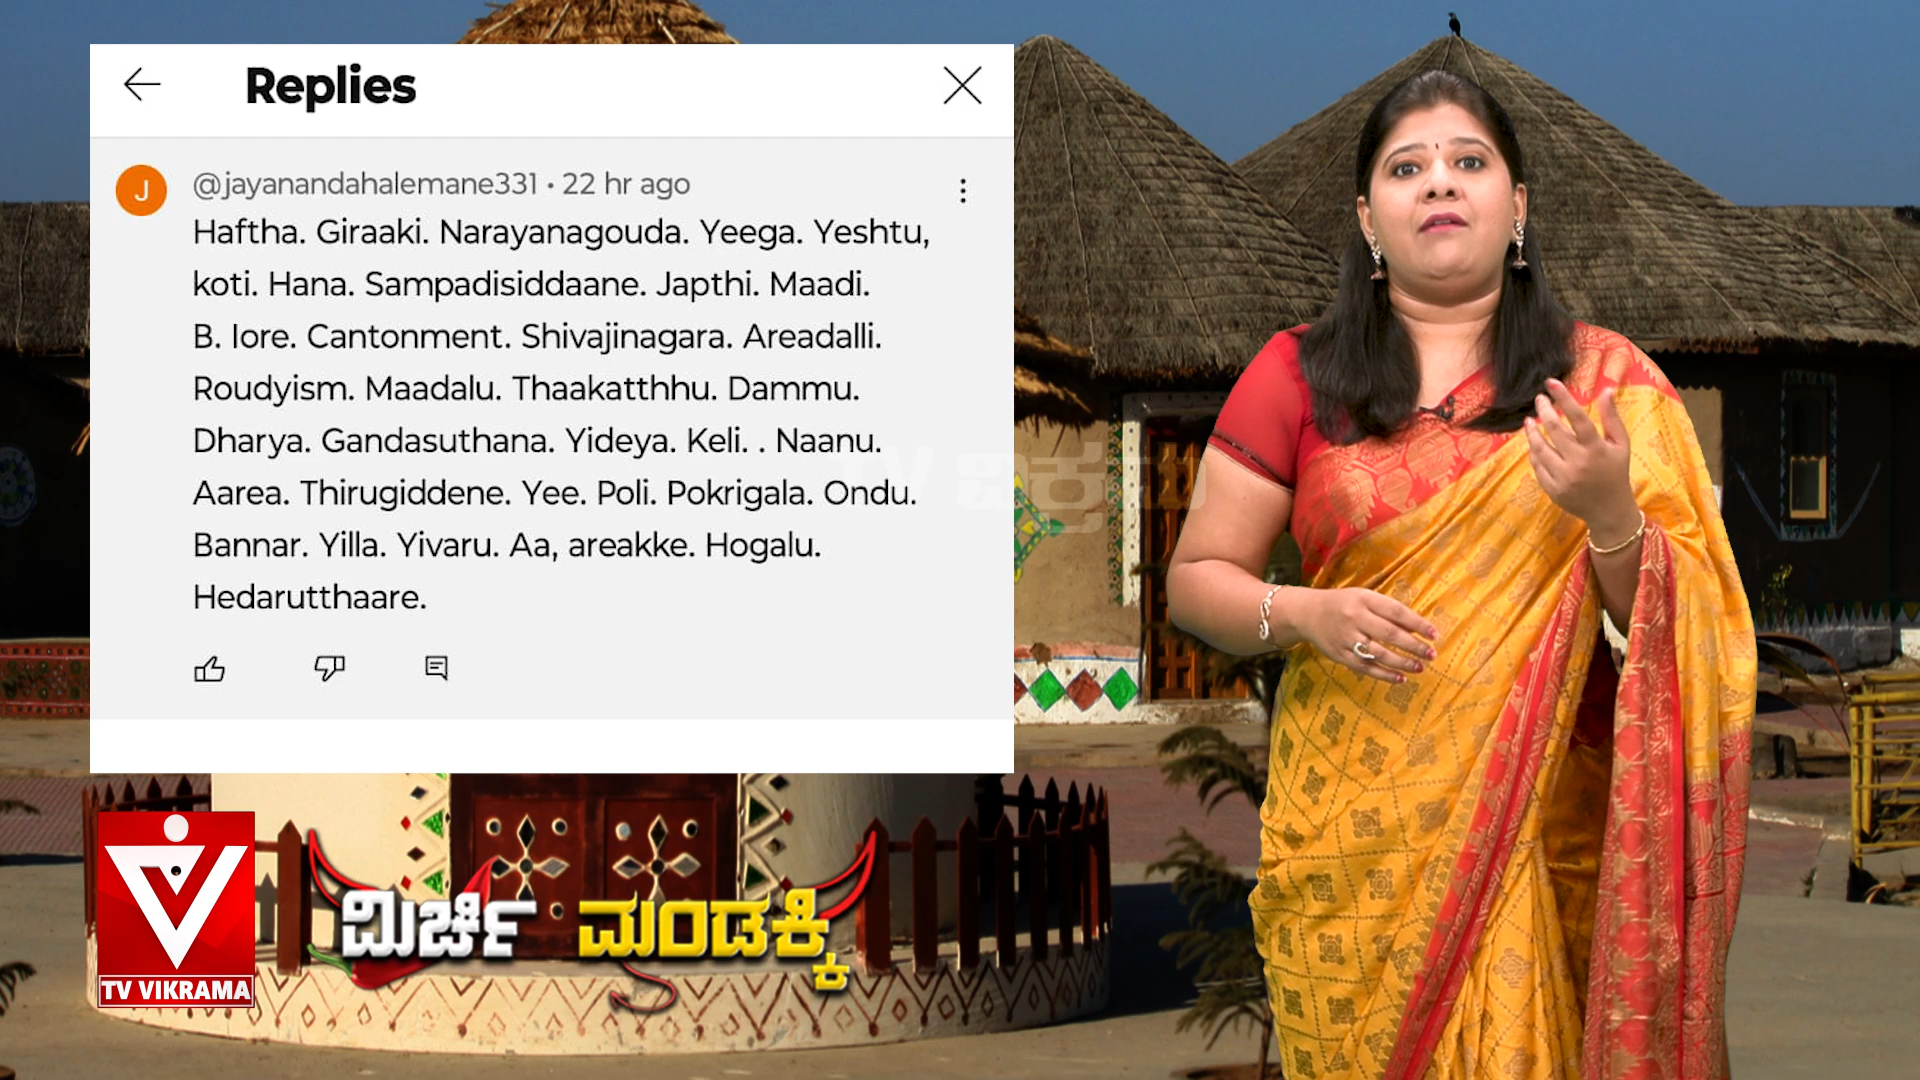 Replies
J
@jayanandahalemane331 • 22 hr ago
Haftha. Giraaki. Narayanagouda. Yeega. Yeshtu,
koti. Hana. Sampadisiddaane. Japthi. Maadi.
B. lore. Cantonment. Shivajinagara. Areadalli.
Roudyism. Maadalu. Thaakatthhu. Dammu.
Dharya. Gandasuthana. Yideya. Keli. . Naanu.
Aarea. Thirugiddene. Yee. Poli. Pokrigala. Ondu.
Bannar. Yilla. Yivaru. Aa, areakke. Hogalu.
Hedarutthaare.
TV ವಿಕ್ರಮ
ಮಿರ್ಚಿ ಮಂಡಕ್ಕಿ
TV VIKRAMA